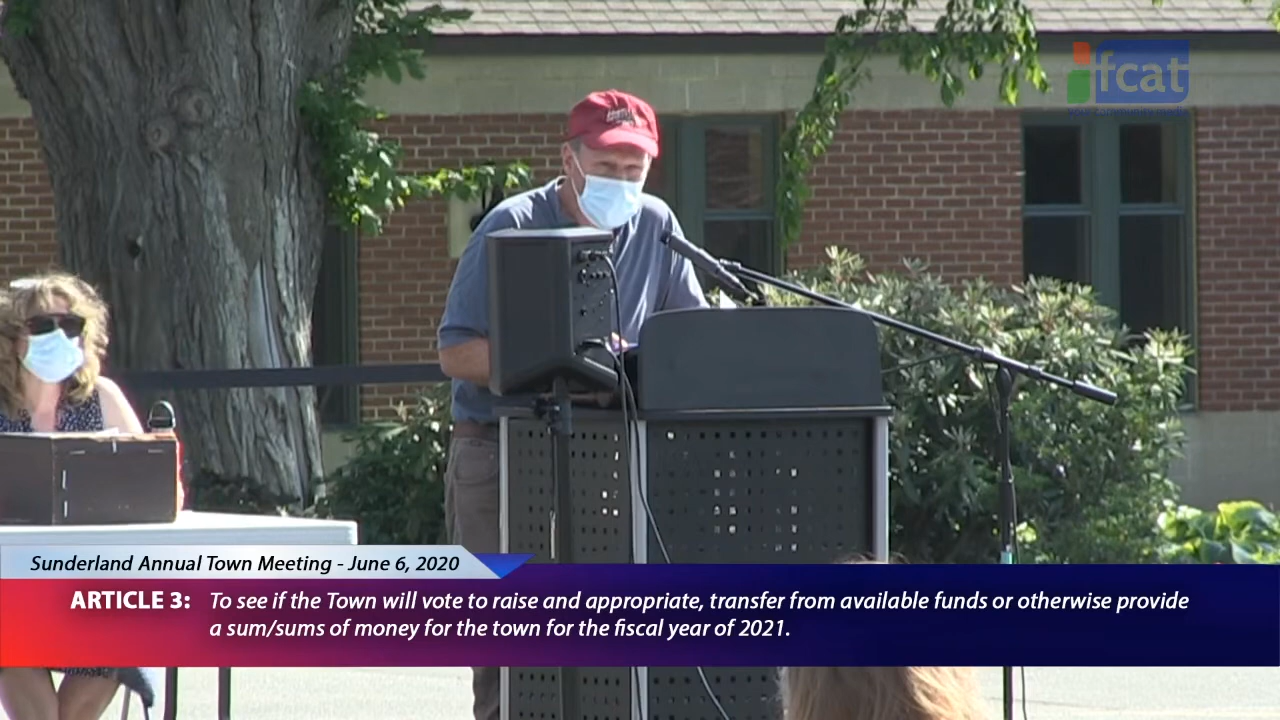 fcat
Sunderland Annual Town Meeting - June 6, 2020
ARTICLE 3: To see if the Town will vote to raise and appropriate, transfer from available funds or otherwise provide
a sum/sums of money for the town for the fiscal year of 2021.